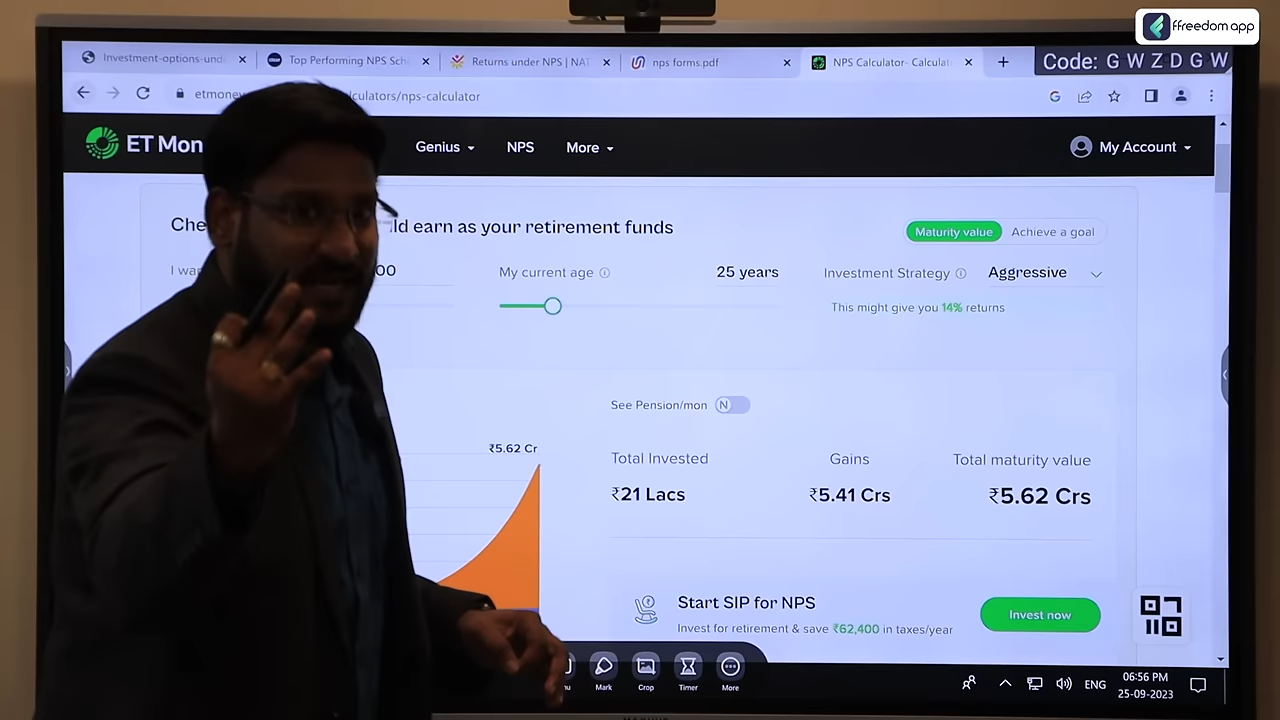 ffreedom app
Investment-options-und
Top Performing NPS Sch
Returns under NPS | NAT
nps forms.pdf
NPS Calculator- Calculat
Code: G W Z D G W
etmoney
calculators/nps-calculator
ET Mon
Genius
NPS
More
My Account
Che
ld earn as your retirement funds
Maturity value
Achieve a goal
I wan
00
My current age
25 years
Investment Strategy
Aggressive
This might give you 14% returns
See Pension/mon
N
₹5.62 Cr
Total Invested
Gains
Total maturity value
₹21 Lacs
₹5.41 Crs
₹5.62 Crs
Start SIP for NPS
Invest for retirement & save ₹62,400 in taxes/year
Invest now
nu
Mark
Crop
Timer
More
ENG
06:56 PM
25-09-2023